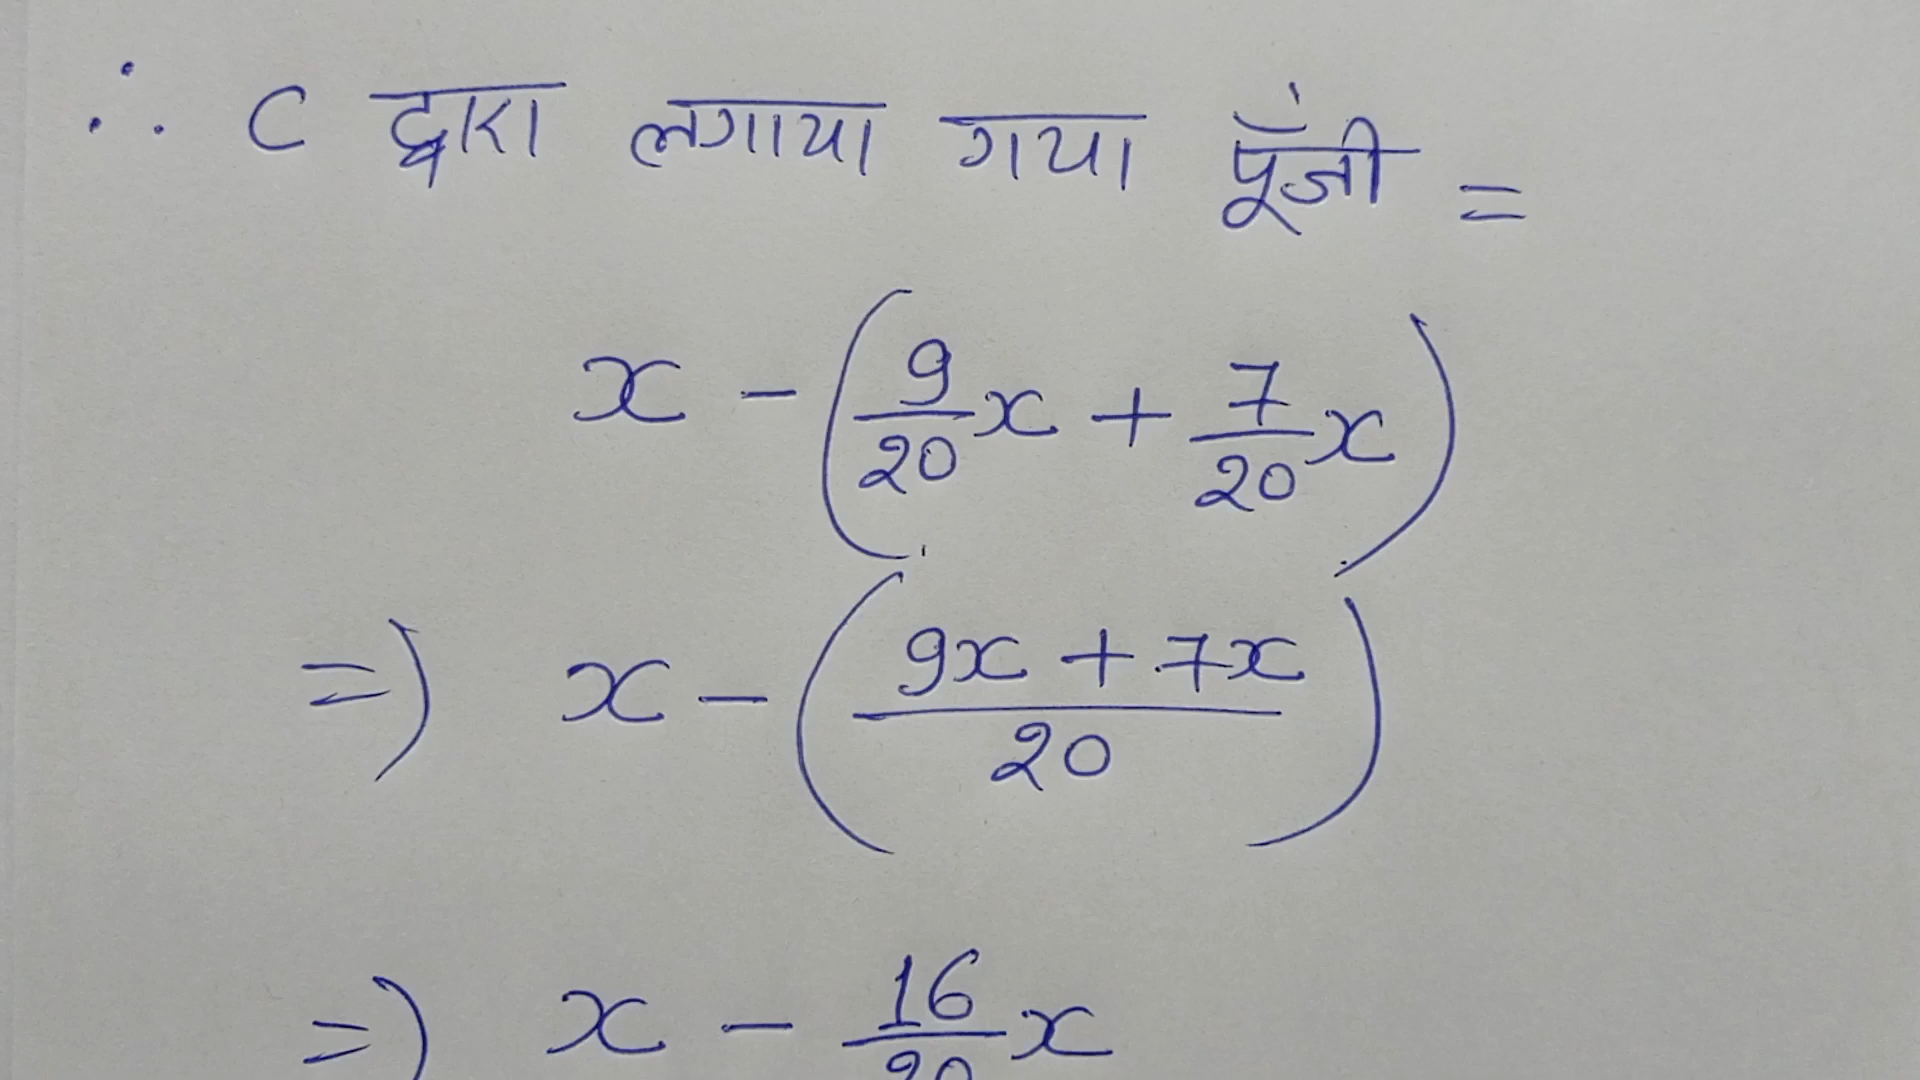 ∴ C द्वारा लगाया गया पूँजी =
x - (9/20 x + 7/20 x)
=> x - ((9x + 7x)/20)
=> x - 16/20 x